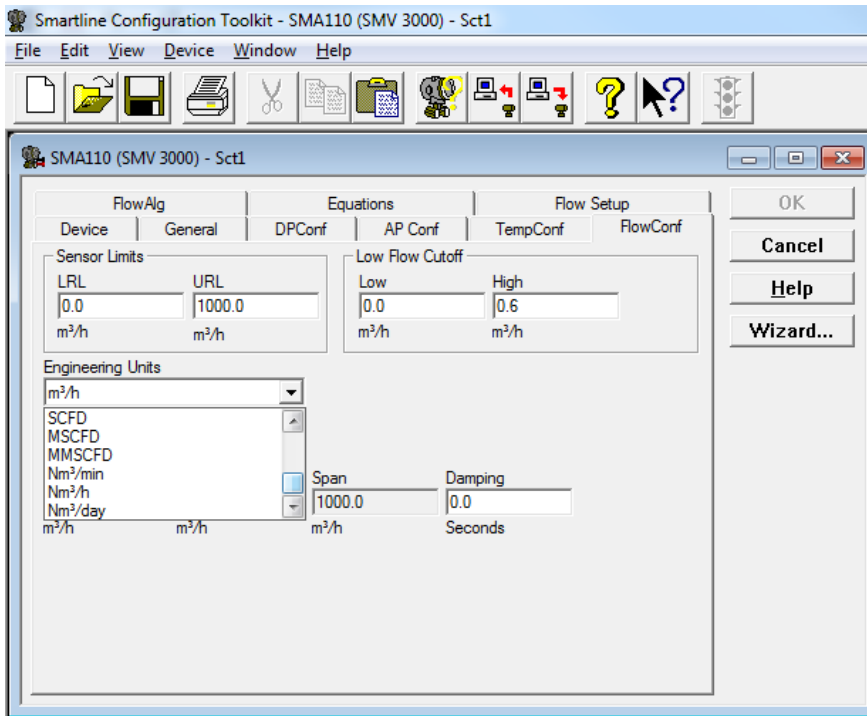 Smartline Configuration Toolkit - SMA110 (SMV 3000) - Sct1
File Edit View Device Window Help
SMA110 (SMV 3000) - Sct1
FlowAlg Equations Flow Setup
Device General DPConf AP Conf TempConf FlowConf
OK
Cancel
Help
Wizard...
Sensor Limits
LRL URL
0.0 1000.0
m³/h m³/h
Low Flow Cutoff
Low High
0.0 0.6
m³/h m³/h
Engineering Units
m³/h
SCFD
MSCFD
MMSCFD
Nm³/min
Nm³/h
Nm³/day
Span Damping
1000.0 0.0
m³/h m³/h m³/h Seconds